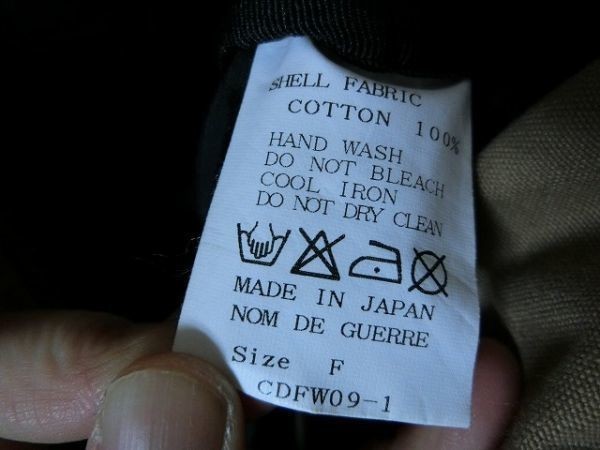 SHELL FABRIC
COTTON 100%
HAND WASH
DO NOT BLEACH
COOL IRON
DO NOT DRY CLEAN
MADE IN JAPAN
NOM DE GUERRE
Size F
CDFW09-1